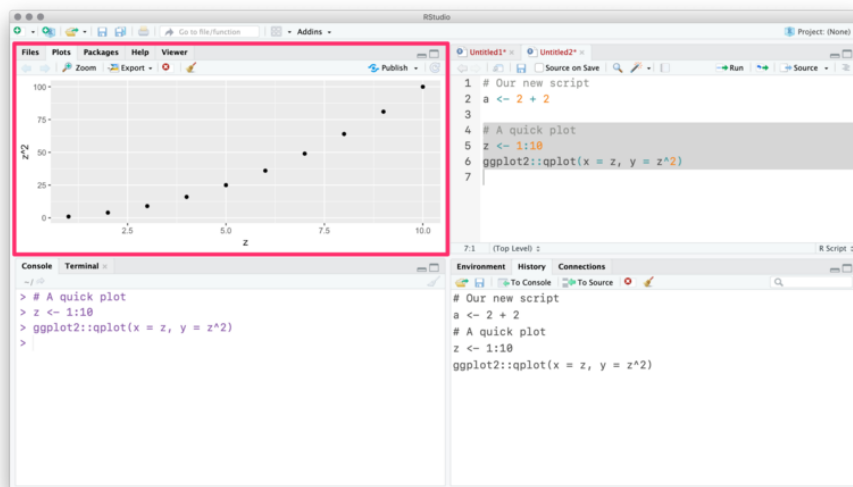 RStudio
Go to file/function
Addins
Project: (None)
Files Plots Packages Help Viewer
Zoom Export Publish
100
75
50
25
0
z^2
2.5 5.0 7.5 10.0
z
Untitled1* Untitled2*
Source on Save Run Source
1 # Our new script
2 a <- 2 + 2
3
4 # A quick plot
5 z <- 1:10
6 ggplot2::qplot(x = z, y = z^2)
7
7:1 (Top Level) R Script
Console Terminal
~/
> # A quick plot
> z <- 1:10
> ggplot2::qplot(x = z, y = z^2)
>
Environment History Connections
To Console To Source
# Our new script
a <- 2 + 2
# A quick plot
z <- 1:10
ggplot2::qplot(x = z, y = z^2)